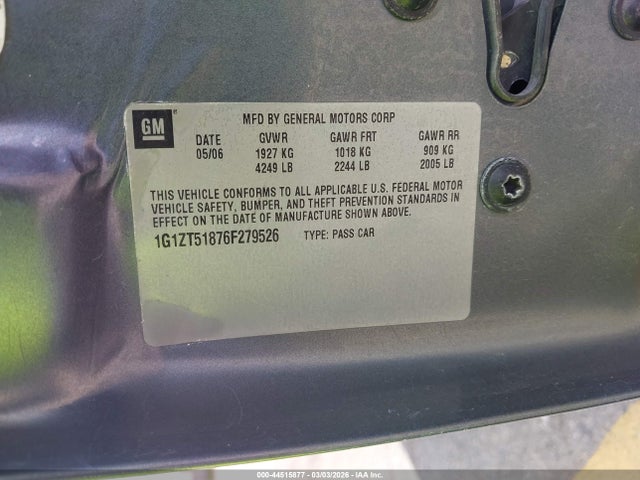 GM
MFD BY GENERAL MOTORS CORP
DATE GVWR GAWR FRT GAWR RR
05/06 1927 KG 1018 KG 909 KG
4249 LB 2244 LB 2005 LB
THIS VEHICLE CONFORMS TO ALL APPLICABLE U.S. FEDERAL MOTOR
VEHICLE SAFETY, BUMPER, AND THEFT PREVENTION STANDARDS IN
EFFECT ON THE DATE OF MANUFACTURE SHOWN ABOVE.
1G1ZT51876F279526 TYPE: PASS CAR
000-44515877 - 03/03/2026 - IAA Inc.